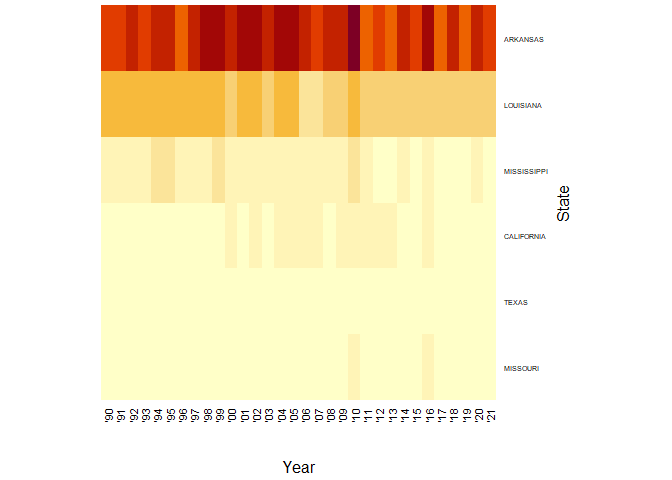 ARKANSAS
LOUISIANA
MISSISSIPPI
CALIFORNIA
TEXAS
MISSOURI
State
'90 '91 '92 '93 '94 '95 '96 '97 '98 '99 '00 '01 '02 '03 '04 '05 '06 '07 '08 '09 '10 '11 '12 '13 '14 '15 '16 '17 '18 '19 '20 '21
Year